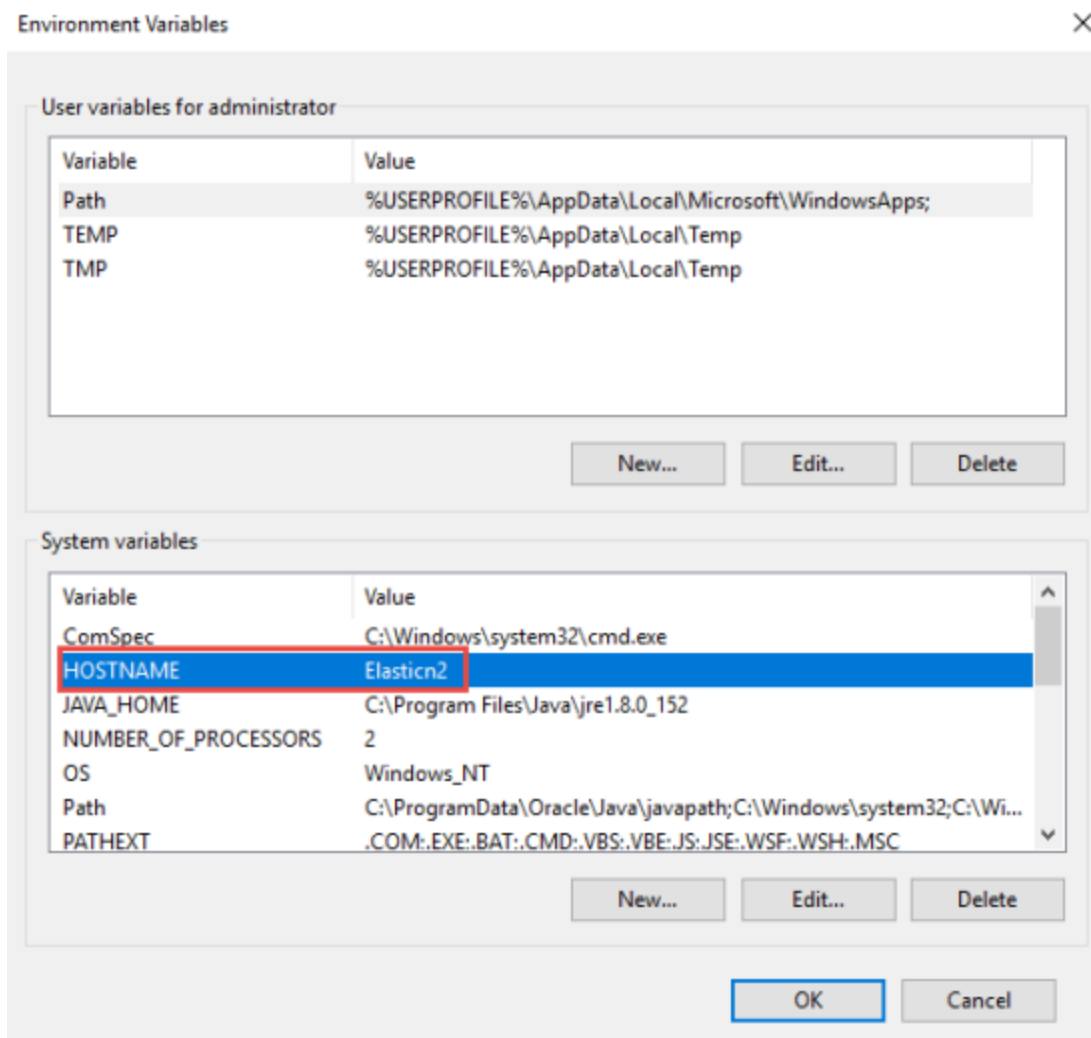 Environment Variables
User variables for administrator
Variable Value
Path %USERPROFILE%\AppData\Local\Microsoft\WindowsApps;
TEMP %USERPROFILE%\AppData\Local\Temp
TMP %USERPROFILE%\AppData\Local\Temp
New... Edit... Delete
System variables
Variable Value
ComSpec C:\Windows\system32\cmd.exe
HOSTNAME Elasticn2
JAVA_HOME C:\Program Files\Java\jre1.8.0_152
NUMBER_OF_PROCESSORS 2
OS Windows_NT
Path C:\ProgramData\Oracle\Java\javapath;C:\Windows\system32;C:\Wi...
PATHEXT .COM;.EXE;.BAT;.CMD;.VBS;.VBE;.JS;.JSE;.WSF;.WSH;.MSC
New... Edit... Delete
OK Cancel